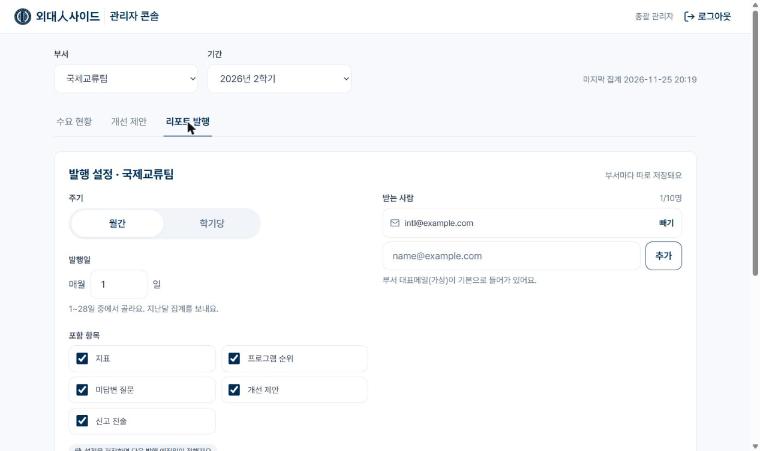 외대人사이드 관리자 콘솔
총괄 관리자 로그아웃
부서 기간
국제교류팀 2026년 2학기
마지막 집계 2026-11-25 20:19
수요 현황 개선 제안 리포트 발행
발행 설정 · 국제교류팀 부서마다 따로 저장돼요
주기 받는 사람 1/10명
월간 학기당 intl@example.com 빼기
name@example.com 추가
발행일
매월 1 일
부서 대표메일(가상)이 기본으로 들어가 있어요.
1~28일 중에서 골라요. 지난달 집계를 보내요.
포함 항목
지표 프로그램 순위
미답변 질문 개선 제안
신고 진술